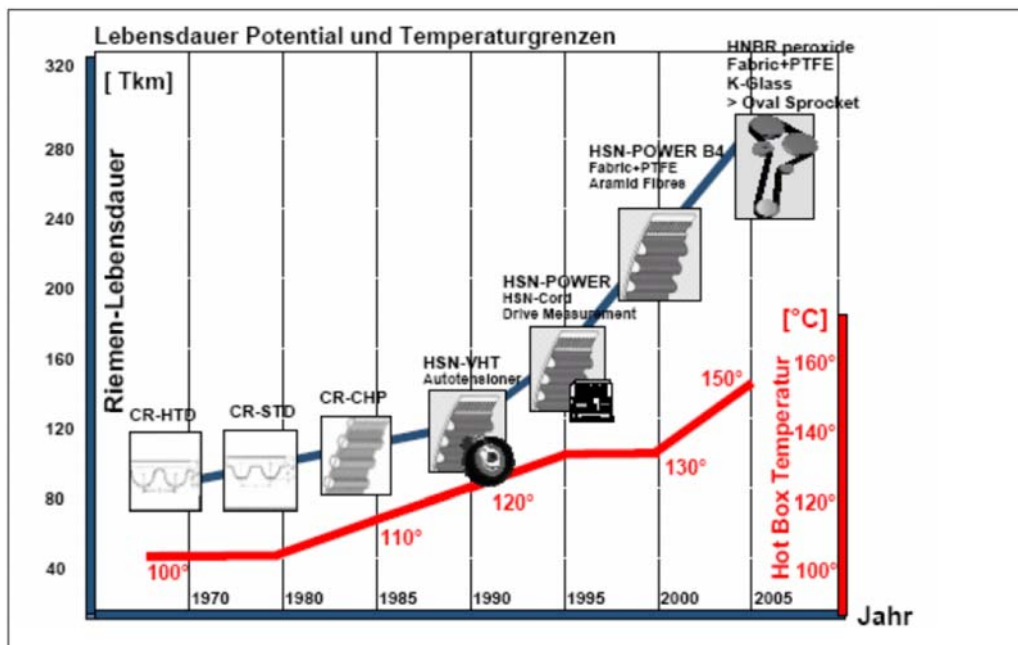 Lebensdauer Potential und Temperaturgrenzen
[ Tkm]
Riemen-Lebensdauer
320
280
240
200
160
120
80
40
CR-HTD
CR-STD
CR-CHP
HSN-VHT
Autotensioner
HSN-POWER
HSN-Cord
Drive Measurement
HSN-POWER B4
Fabric+PTFE
Aramid Fibres
HNBR peroxide
Fabric+PTFE
K-Glass
> Oval Sprocket
100°
110°
120°
130°
150°
[°C]
Hot Box Temperatur
160°
140°
120°
100°
1970
1980
1985
1990
1995
2000
2005
Jahr